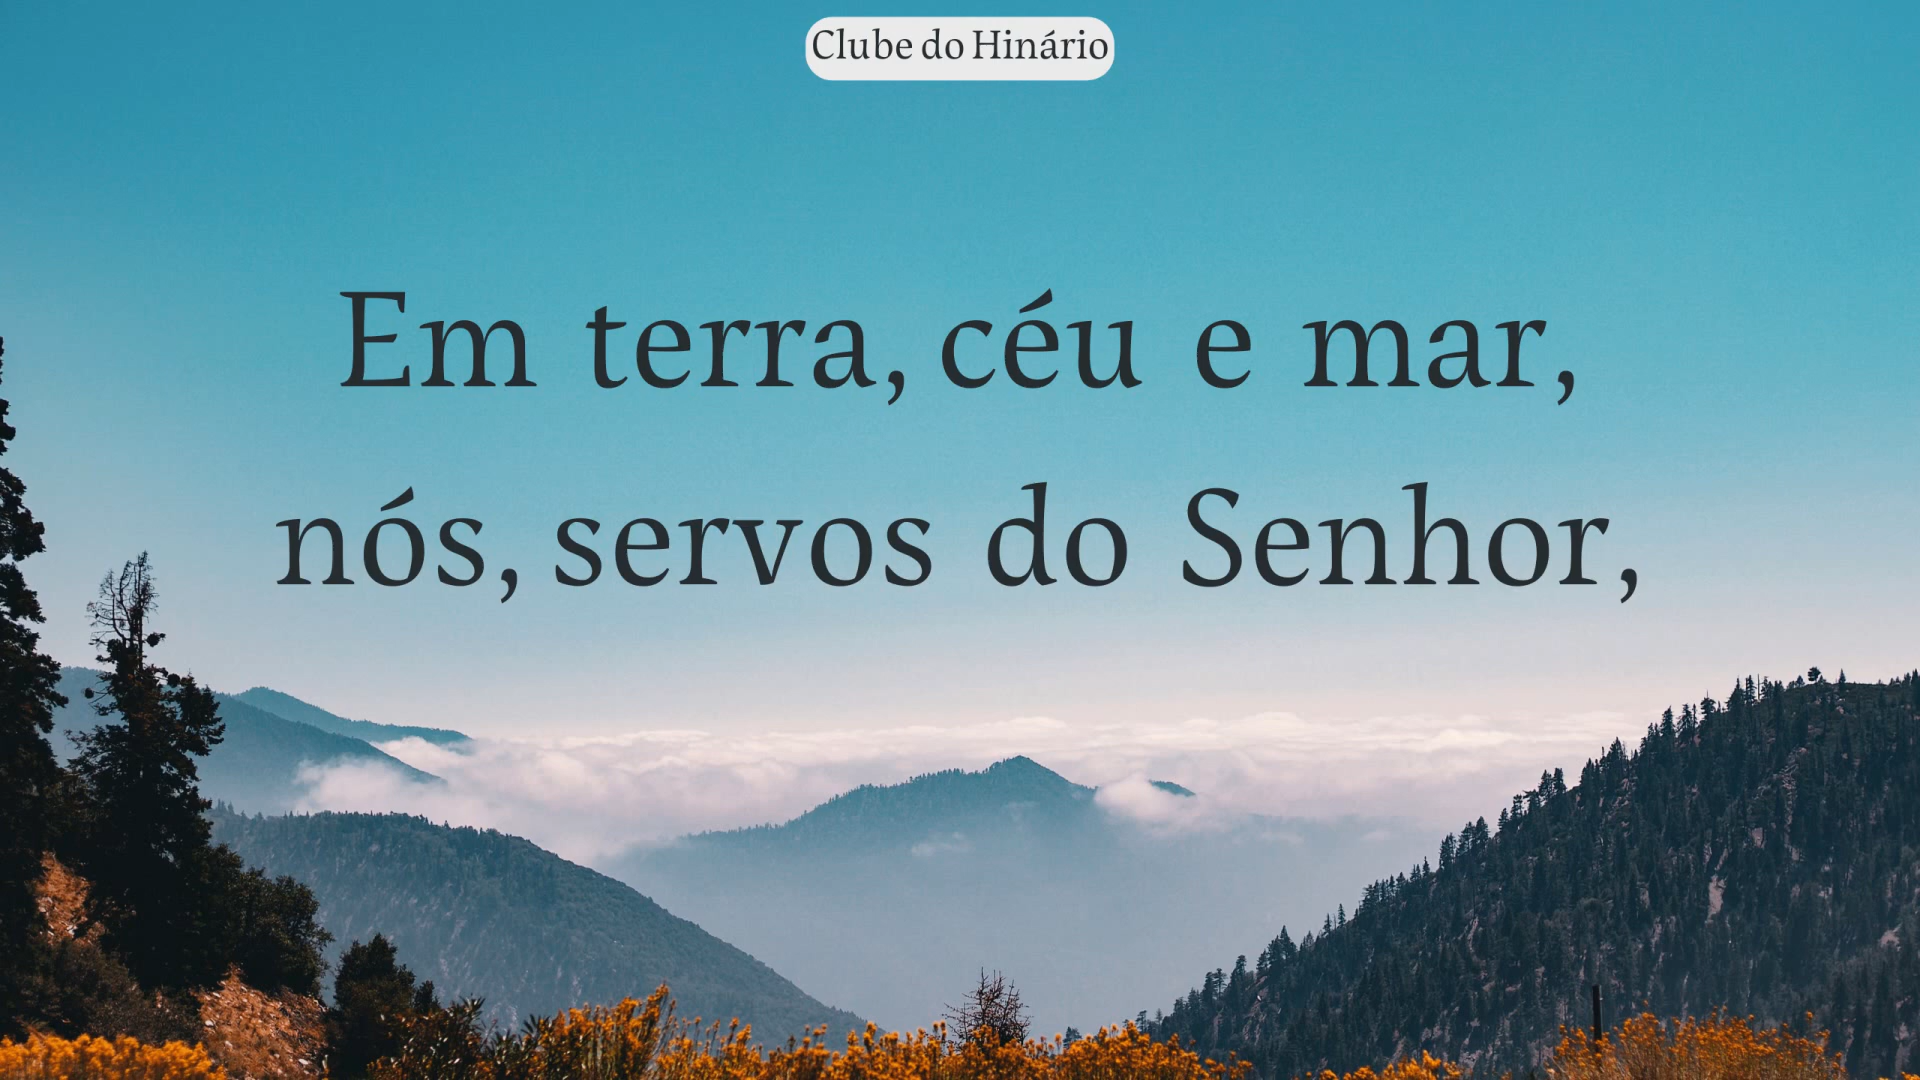 Clube do Hinário
Em terra, céu e mar,
nós, servos do Senhor,